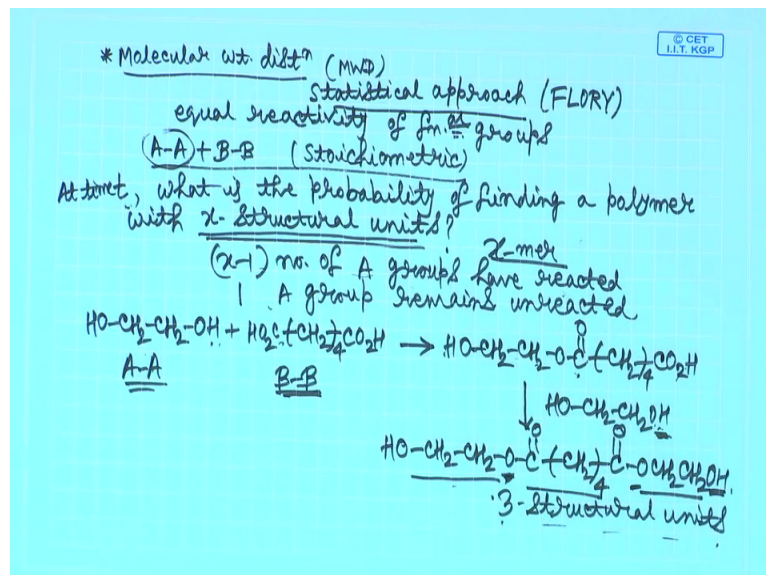 © CET
I.I.T. KGP
* Molecular wt. distⁿ (MWD)
Statistical approach (FLORY)
equal reactivity of fn.al groups
A-A + B-B (Stoichiometric)
At time t, what is the probability of finding a polymer
with x-structural units?
x-mer
(x-1) no. of A groups have reacted
1 A group remains unreacted
HO-CH2-CH2-OH + HO2C-(CH2)4-CO2H → HO-CH2-CH2-O-C(=O)-(CH2)4-CO2H
A-A B-B
↓ HO-CH2-CH2OH
HO-CH2-CH2-O-C(=O)-(CH2)4-C(=O)-OCH2CH2OH.
3-Structural units